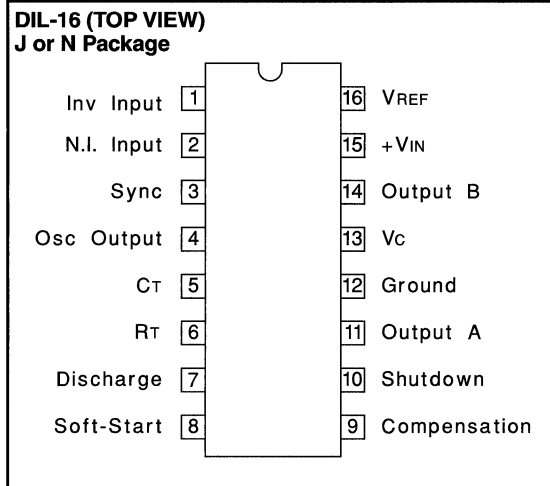 DIL-16 (TOP VIEW)
J or N Package
Inv Input 1 16 VREF
N.I. Input 2 15 +VIN
Sync 3 14 Output B
Osc Output 4 13 VC
CT 5 12 Ground
RT 6 11 Output A
Discharge 7 10 Shutdown
Soft-Start 8 9 Compensation